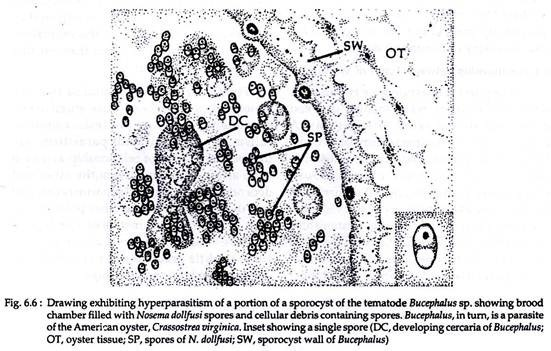 SW
OT
DC
SP
Fig. 6.6 : Drawing exhibiting hyperparasitism of a portion of a sporocyst of the tematode Bucephalus sp. showing brood
chamber filled with Nosema dollfusi spores and cellular debris containing spores. Bucephalus, in turn, is a parasite
of the American oyster, Crassostrea virginica. Inset showing a single spore (DC, developing cercaria of Bucephalus;
OT, oyster tissue; SP, spores of N. dollfusi; SW, sporocyst wall of Bucephalus)